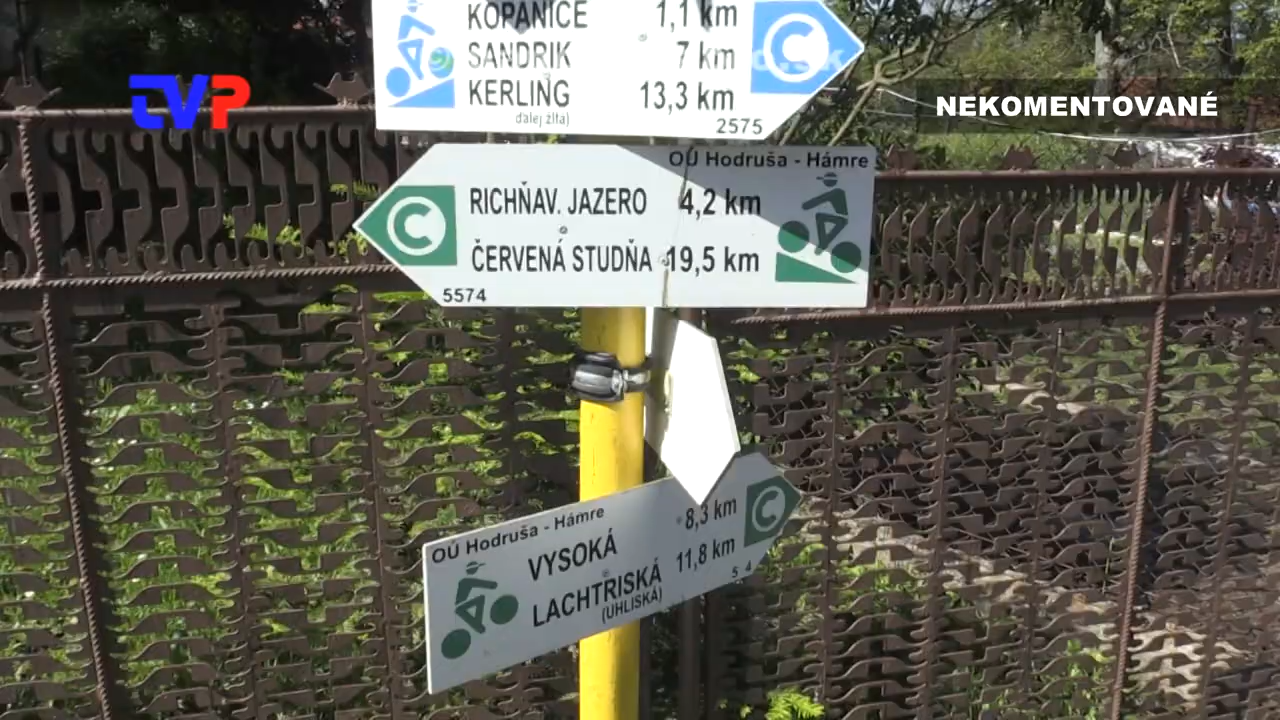 TVP
NEKOMENTOVANÉ
KOPANICE 1,1 km
SANDRIK 7 km
KERLING 13,3 km
ďalej žltá)
2575
C
OÚ Hodruša - Hámre
RICHŇAV. JAZERO 4,2 km
ČERVENÁ STUDŇA 19,5 km
C
5574
OÚ Hodruša - Hámre
VYSOKÁ 8,3 km
LACHTRISKÁ 11,8 km
(UHLISKÁ)
C